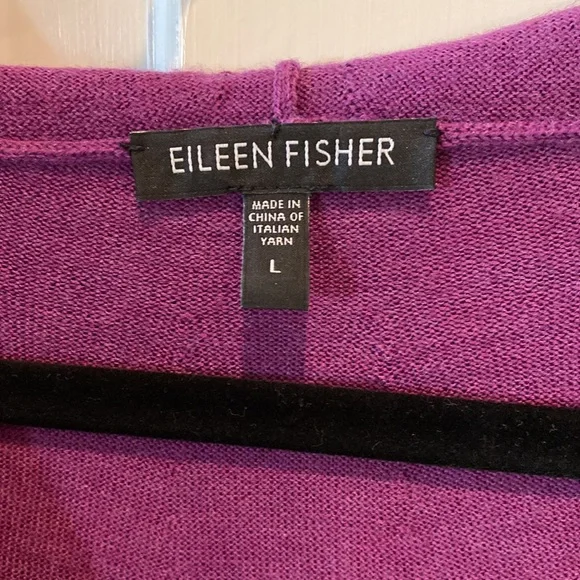 EILEEN FISHER
MADE IN
CHINA OF
ITALIAN
YARN
L